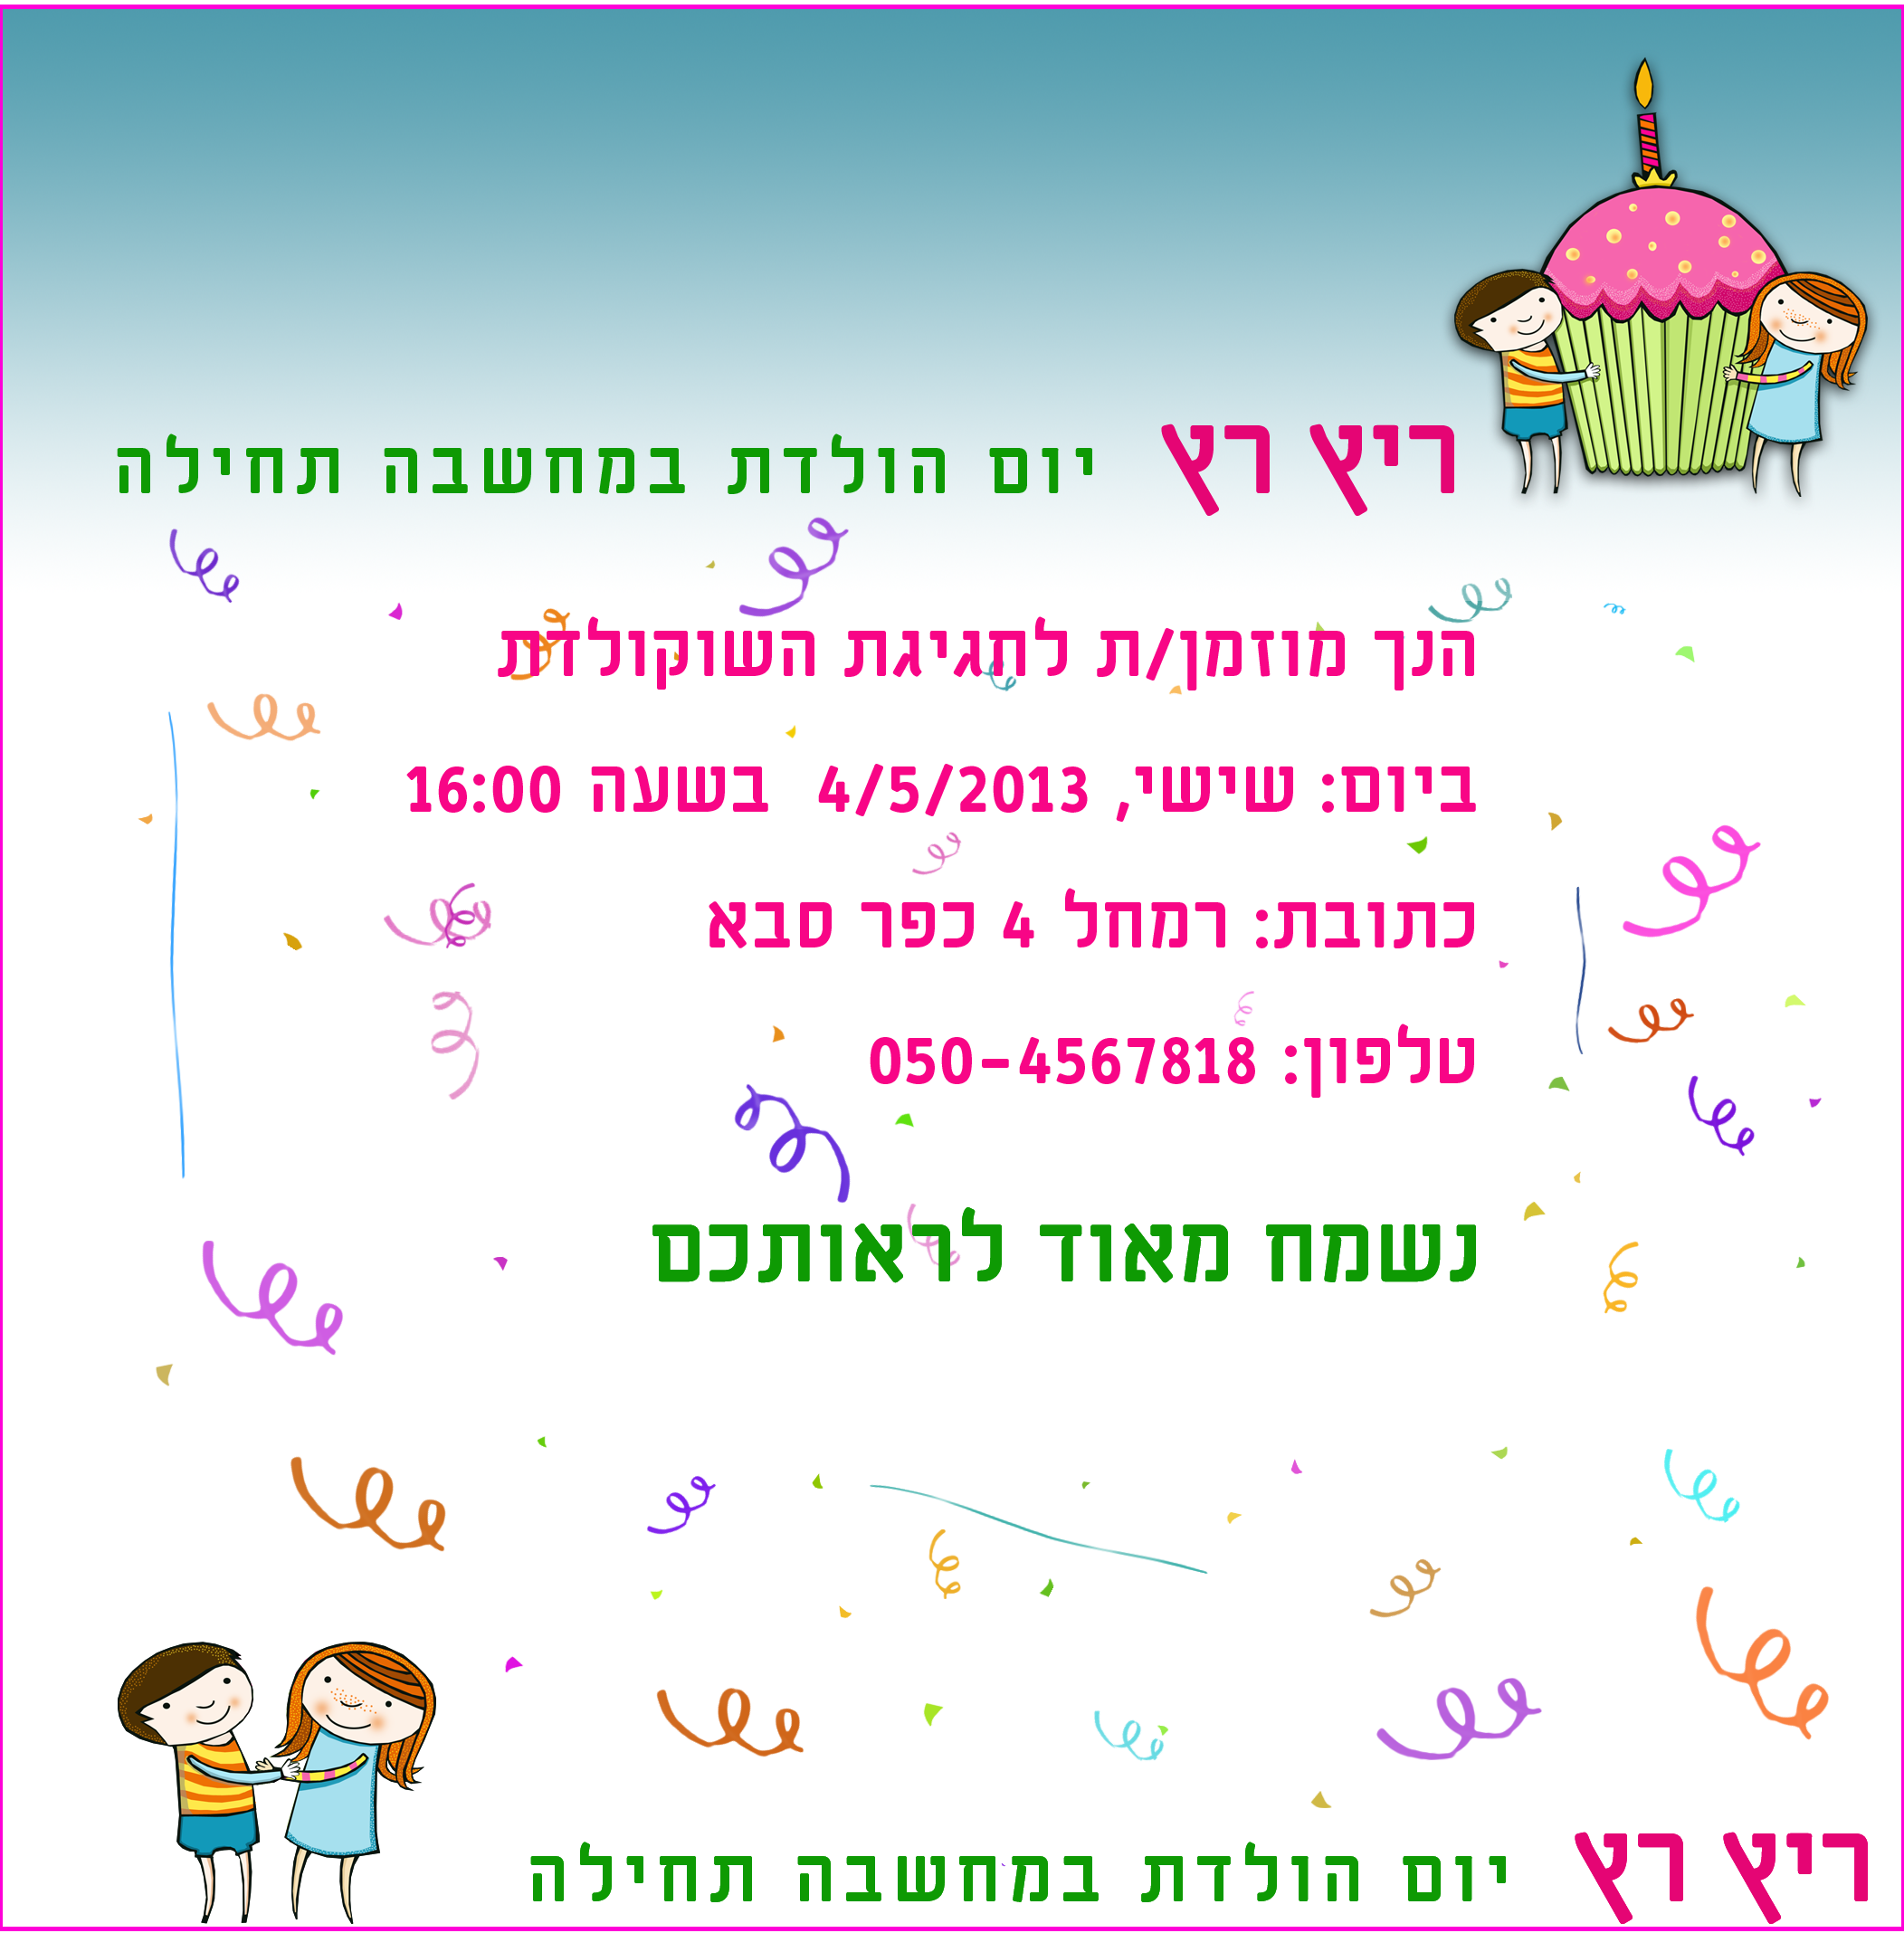 ריץ רץ יום הולדת במחשבה תחילה
הנך מוזמן/ת לחגיגת השוקולדת
ביום: שישי, 4/5/2013 בשעה 16:00
כתובת: רמחל 4 כפר סבא
טלפון: 050-4567818
נשמח מאוד לראותכם
ריץ רץ יום הולדת במחשבה תחילה